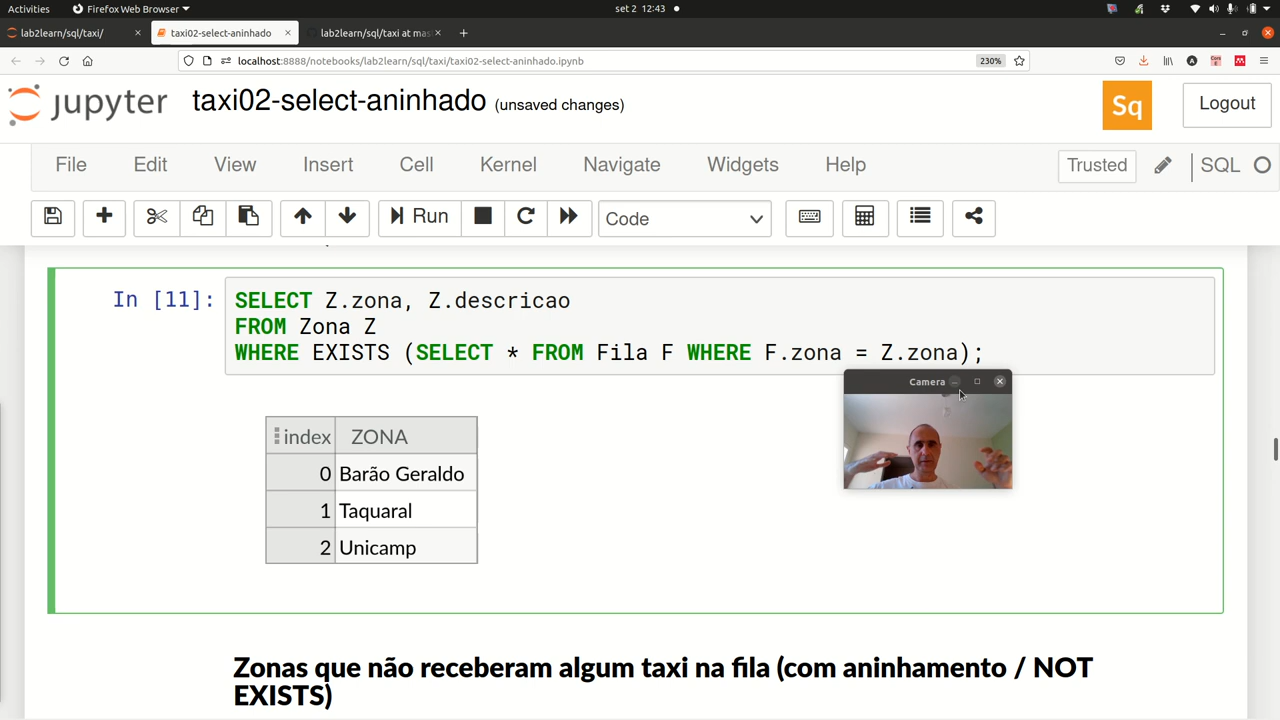 Activities
Firefox Web Browser
set 2 12:43
lab2learn/sql/taxi/
taxi02-select-aninhado
lab2learn/sql/taxi at mas
localhost:8888/notebooks/lab2learn/sql/taxi/taxi02-select-aninhado.ipynb
230%
jupyter
taxi02-select-aninhado (unsaved changes)
Sq
Logout
File
Edit
View
Insert
Cell
Kernel
Navigate
Widgets
Help
Trusted
SQL
Run
Code
In [11]:
SELECT Z.zona, Z.descricao
FROM Zona Z
WHERE EXISTS (SELECT * FROM Fila F WHERE F.zona = Z.zona);
Camera
index ZONA
0 Barão Geraldo
1 Taquaral
2 Unicamp
Zonas que não receberam algum taxi na fila (com aninhamento / NOT
EXISTS)